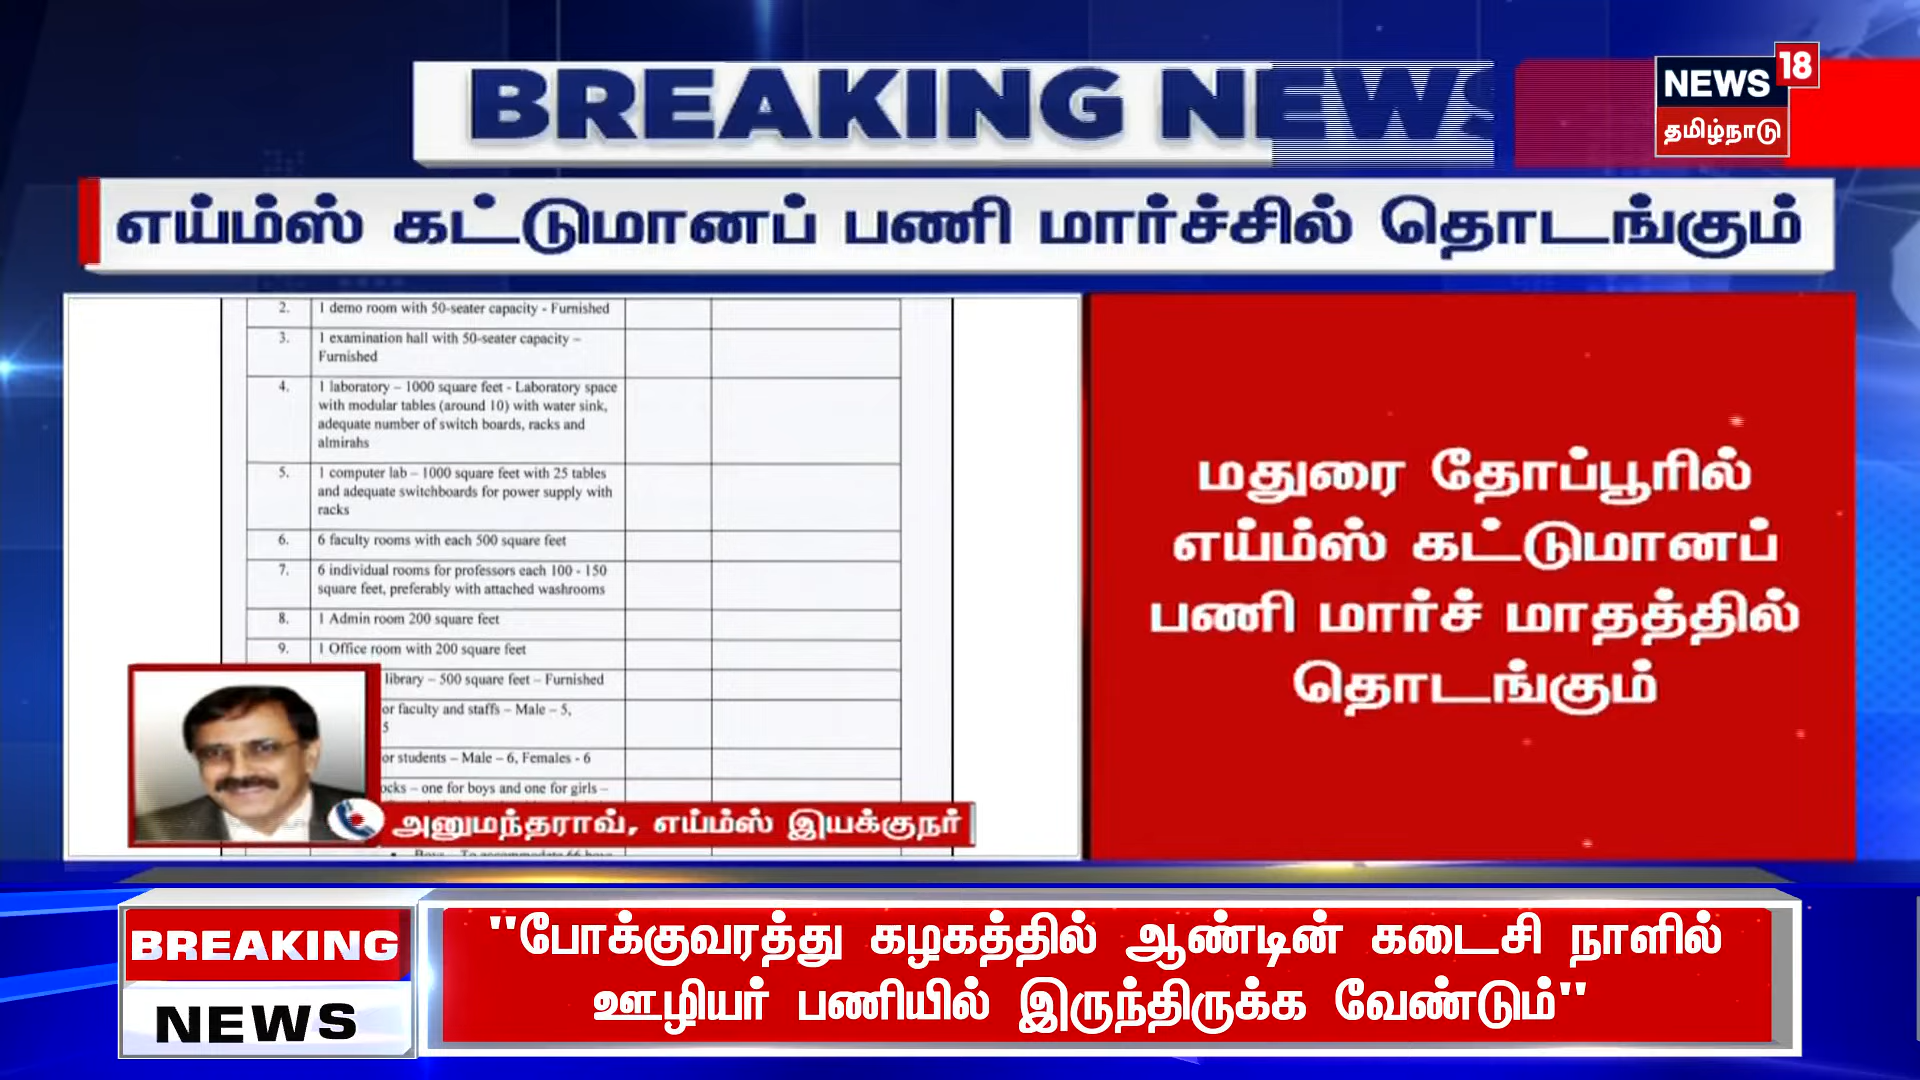 BREAKING NEWS
NEWS 18
தமிழ்நாடு
எய்ம்ஸ் கட்டுமானப் பணி மார்ச்சில் தொடங்கும்
2. 1 demo room with 50-seater capacity - Furnished
3. 1 examination hall with 50-seater capacity –
Furnished
4. 1 laboratory – 1000 square feet - Laboratory space
with modular tables (around 10) with water sink,
adequate number of switch boards, racks and
almirahs
5. 1 computer lab – 1000 square feet with 25 tables
and adequate switchboards for power supply with
racks
6. 6 faculty rooms with each 500 square feet
7. 6 individual rooms for professors each 100 - 150
square feet, preferably with attached washrooms
8. 1 Admin room 200 square feet
9. 1 Office room with 200 square feet
library – 500 square feet – Furnished
or faculty and staffs – Male – 5,
5
or students – Male – 6, Females - 6
ocks – one for boys and one for girls –
அனுமந்தராவ், எய்ம்ஸ் இயக்குநர்
மதுரை தோப்பூரில்
எய்ம்ஸ் கட்டுமானப்
பணி மார்ச் மாதத்தில்
தொடங்கும்
BREAKING
NEWS
"போக்குவரத்து கழகத்தில் ஆண்டின் கடைசி நாளில்
ஊழியர் பணியில் இருந்திருக்க வேண்டும்"